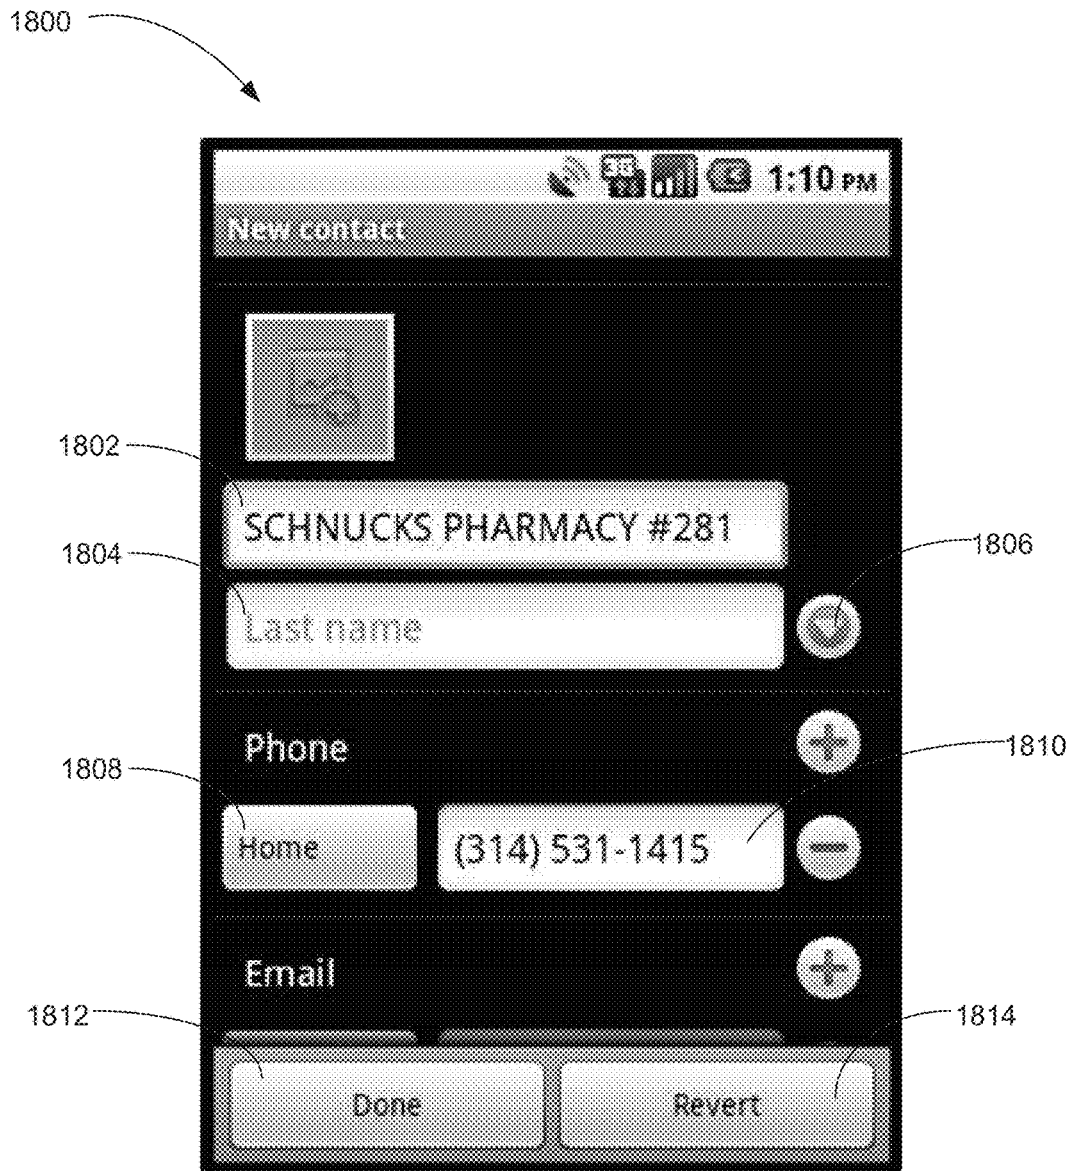 1800
3G
1:10 PM
New contact
1802
SCHNUCKS PHARMACY #281
1804
1806
Last name
Phone
1810
1808
Home
(314) 531-1415
Email
1812
1814
Done
Revert